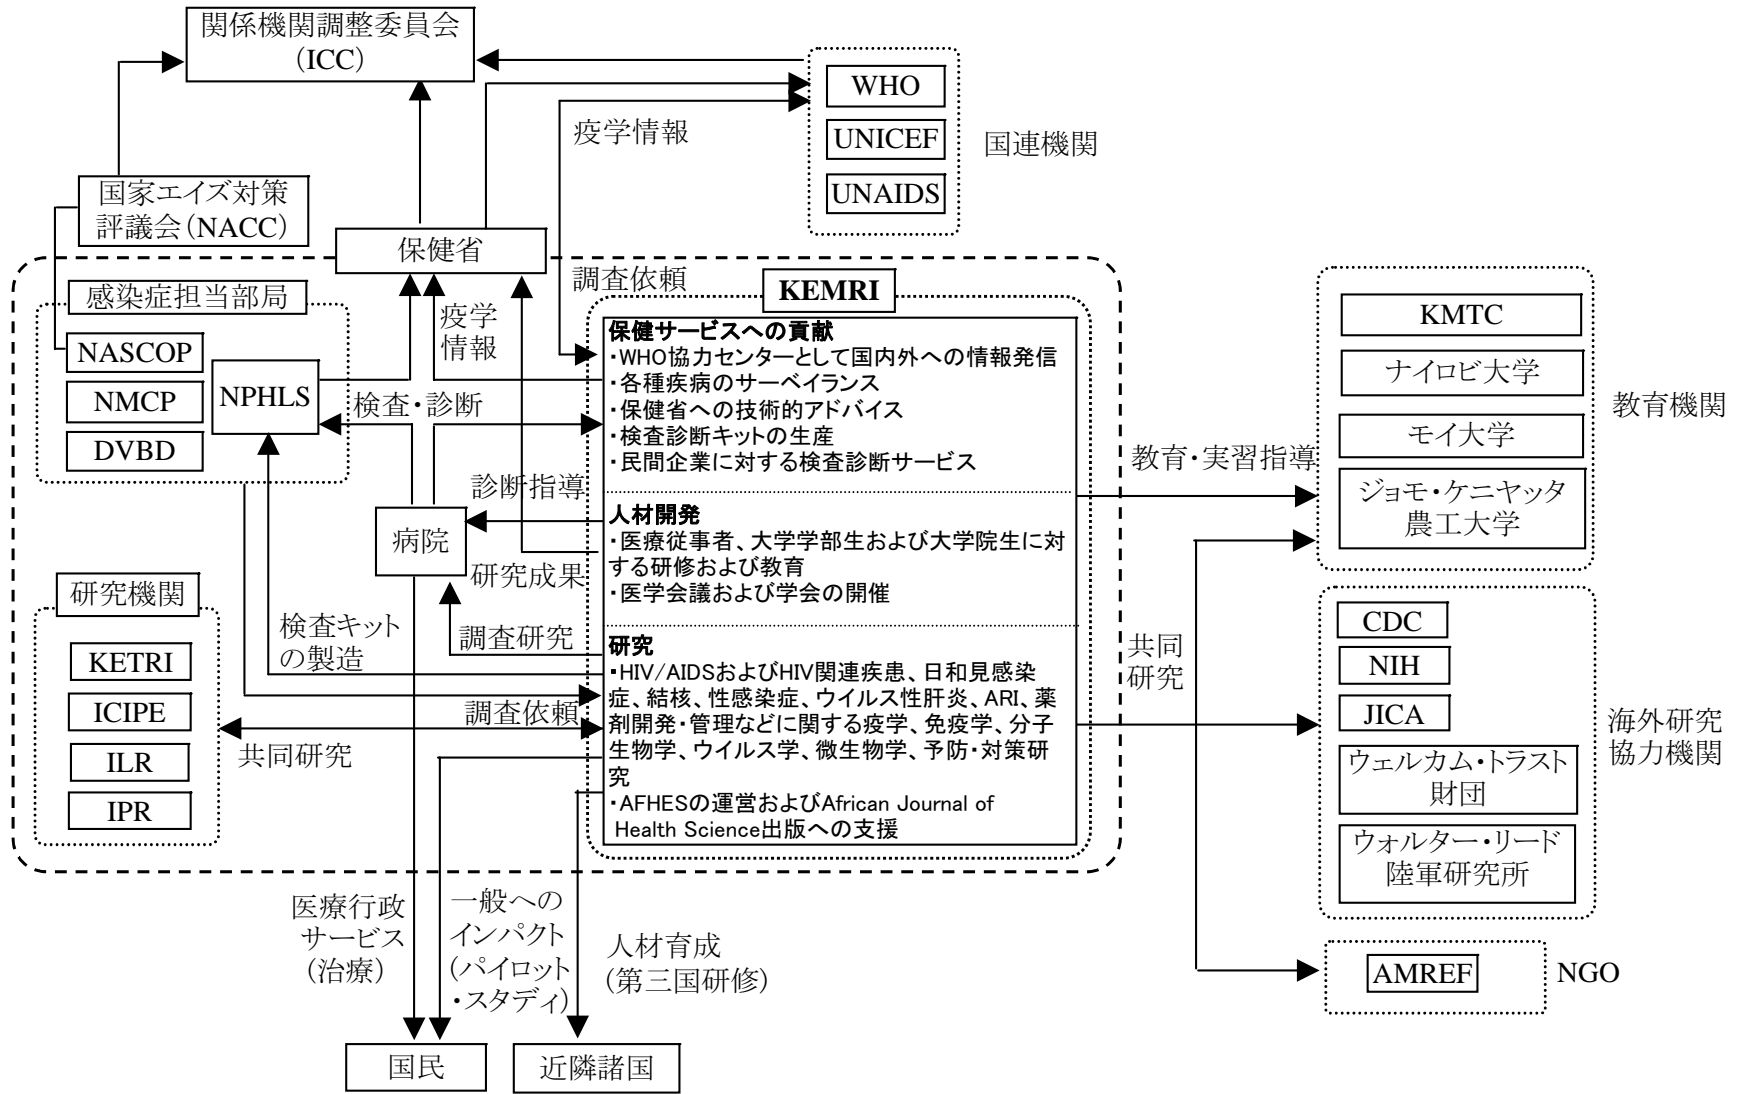 関係機関調整委員会
(ICC)
WHO
UNICEF
UNAIDS
国連機関
疫学情報
国家エイズ対策
評議会(NACC)
保健省
調査依頼
感染症担当部局
NASCOP
NMCP
DVBD
NPHLS
疫学
情報
検査・診断
診断指導
病院
研究成果
調査研究
検査キット
の製造
調査依頼
共同研究
研究機関
KETRI
ICIPE
ILR
IPR
KEMRI
保健サービスへの貢献
・WHO協力センターとして国内外への情報発信
・各種疾病のサーベイランス
・保健省への技術的アドバイス
・検査診断キットの生産
・民間企業に対する検査診断サービス
人材開発
・医療従事者、大学学部生および大学院生に対
する研修および教育
・医学会議および学会の開催
研究
・HIV/AIDSおよびHIV関連疾患、日和見感染
症、結核、性感染症、ウイルス性肝炎、ARI、薬
剤開発・管理などに関する疫学、免疫学、分子
生物学、ウイルス学、微生物学、予防・対策研
究
・AFHESの運営およびAfrican Journal of
Health Science出版への支援
教育・実習指導
共同
研究
KMTC
ナイロビ大学
モイ大学
ジョモ・ケニヤッタ
農工大学
教育機関
CDC
NIH
JICA
ウェルカム・トラスト
財団
ウォルター・リード
陸軍研究所
海外研究
協力機関
AMREF
NGO
医療行政
サービス
(治療)
一般への
インパクト
(パイロット
・スタディ)
人材育成
(第三国研修)
国民
近隣諸国